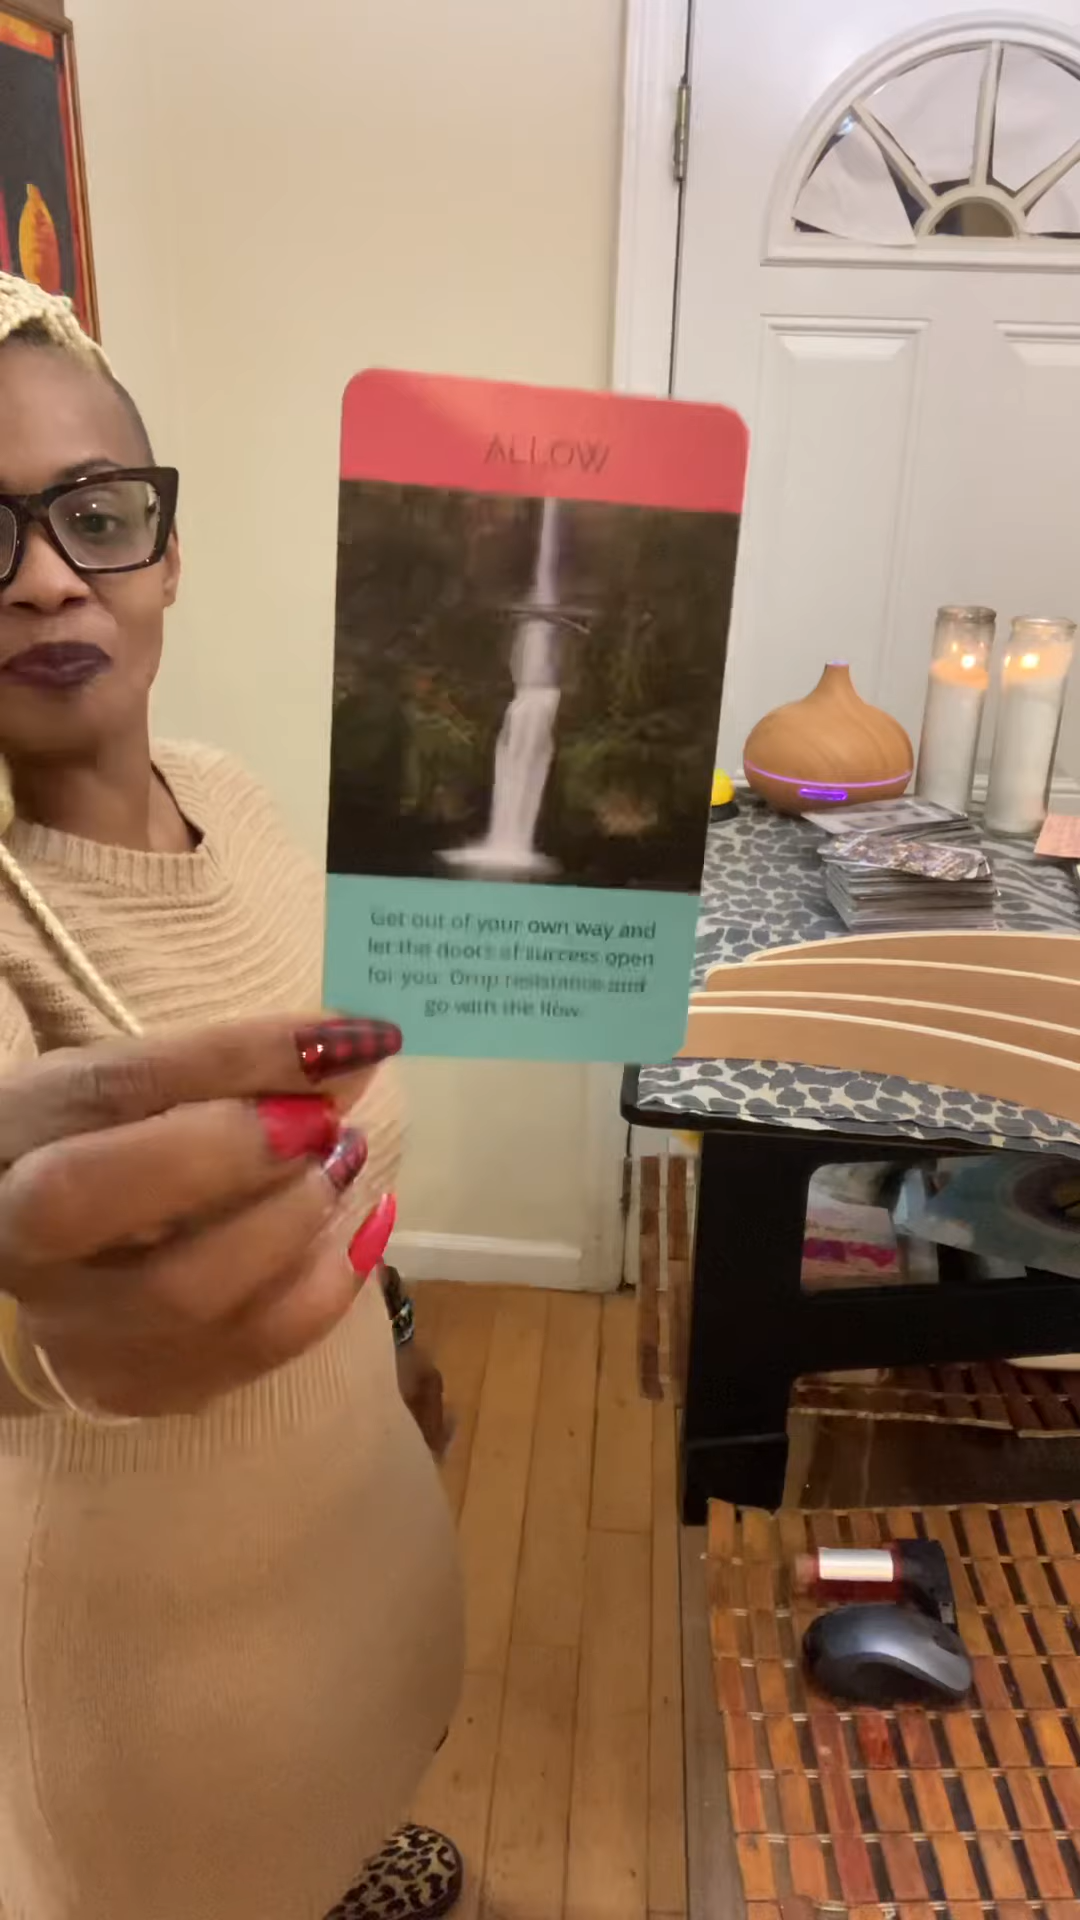 ALLOW
Get out of your own way and
let the doors of success open
for you. Drop resistance and
go with the flow.